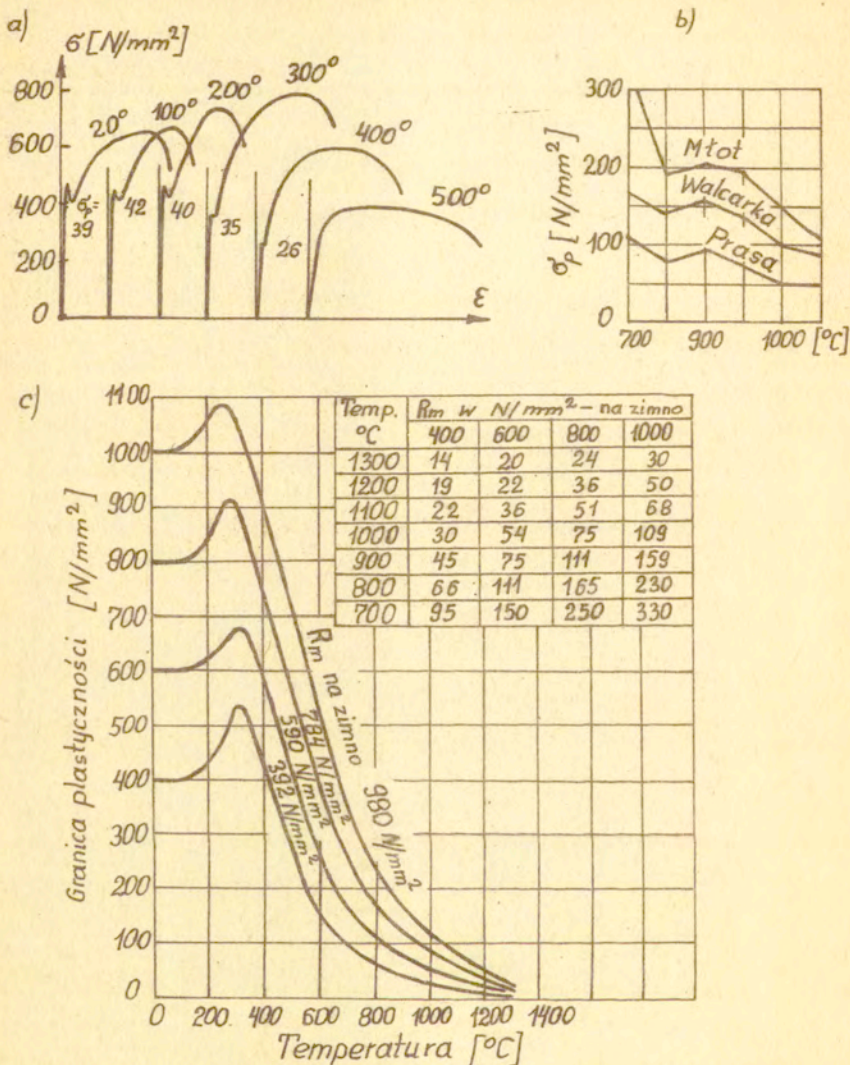 a)
σ [N/mm²]
800
600
400
200
0
20°
100°
200°
300°
400°
500°
σp=
39
42
40
35
26
ε
b)
σp [N/mm²]
300
200
100
0
Młot
Walcarka
Prasa
700 900 1000 [°C]
c)
Granica plastyczności [N/mm²]
1100
1000
900
800
700
600
500
400
300
200
100
0
Temp. °C Rm w N/mm² – na zimno
400 600 800 1000
1300 14 20 24 30
1200 19 22 36 50
1100 22 36 51 68
1000 30 54 75 109
900 45 75 111 159
800 66 111 165 230
700 95 150 250 330
Rm na zimno 980 N/mm²
784 N/mm²
590 N/mm²
392 N/mm²
0 200 400 600 800 1000 1200 1400
Temperatura [°C]